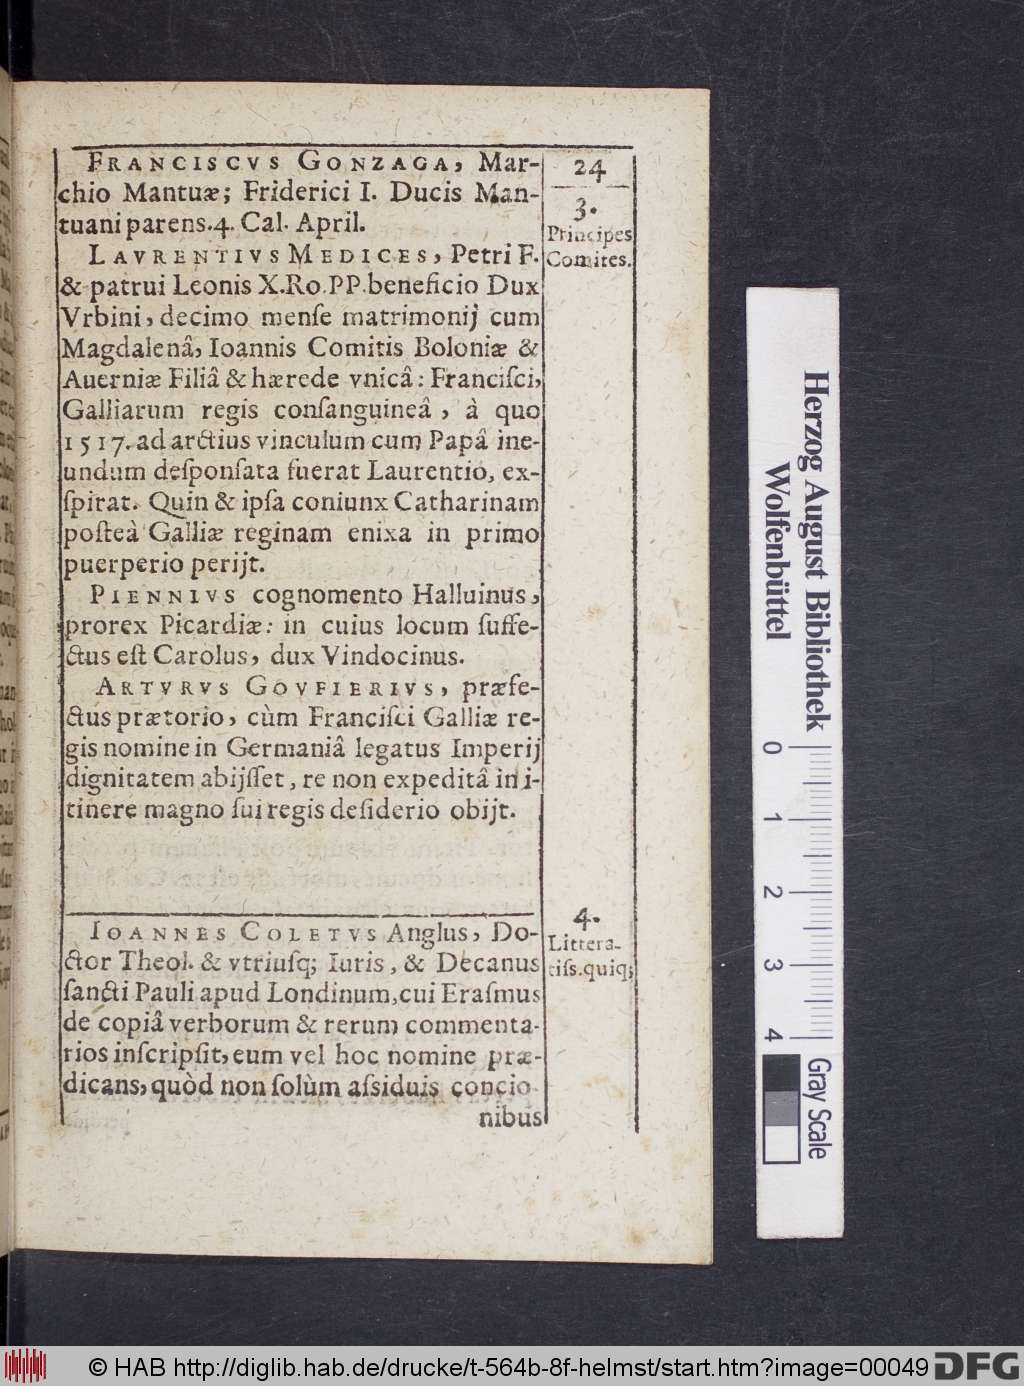 FRANCISCVS GONZAGA, Mar-
chio Mantuæ; Friderici I. Ducis Man-
tuani parens. 4. Cal. April.
LAVRENTIVS MEDICES, Petri F.
& patrui Leonis X. Ro. PP. beneficio Dux
Vrbini, decimo menſe matrimonij cum
Magdalenâ, Ioannis Comitis Boloniæ &
Auerniæ Filiâ & hærede vnicâ: Franciſci,
Galliarum regis conſanguineâ, à quo
1517. ad arctius vinculum cum Papâ ine-
undum deſponſata fuerat Laurentio, ex-
ſpirat. Quin & ipſa coniunx Catharinam
poſteà Galliæ reginam enixa in primo
puerperio perijt.
PIENNIVS cognomento Halluinus,
prorex Picardiæ: in cuius locum ſuffe-
ctus eſt Carolus, dux Vindocinus.
ARTVRVS GOVFIERIVS, præfe-
ctus prætorio, cùm Franciſci Galliæ re-
gis nomine in Germaniâ legatus Imperij
dignitatem abijſſet, re non expeditâ in i-
tinere magno ſui regis deſiderio obijt.
24
3.
Principes
Comites.
IOANNES COLETVS Anglus, Do-
ctor Theol. & vtriuſq; Iuris, & Decanus
ſancti Pauli apud Londinum, cui Eraſmus
de copiâ verborum & rerum commenta-
rios inſcripſit, eum vel hoc nomine præ-
dicans, quòd non ſolùm aſsiduis concio
nibus
4.
Littera-
tiſs. quiq;
Herzog August Bibliothek
Wolfenbüttel
0 1 2 3 4
Gray Scale
© HAB http://diglib.hab.de/drucke/t-564b-8f-helmst/start.htm?image=00049
DFG